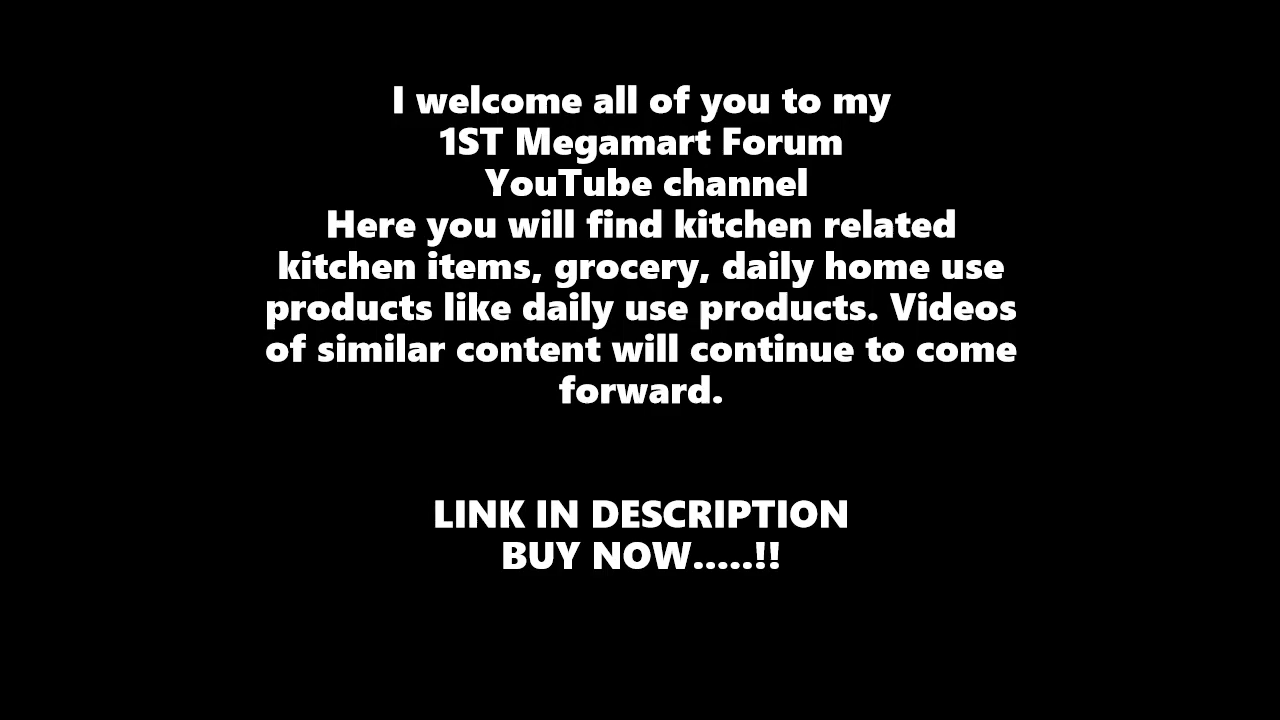 I welcome all of you to my
1ST Megamart Forum
YouTube channel
Here you will find kitchen related
kitchen items, grocery, daily home use
products like daily use products. Videos
of similar content will continue to come
forward.
LINK IN DESCRIPTION
BUY NOW.....!!